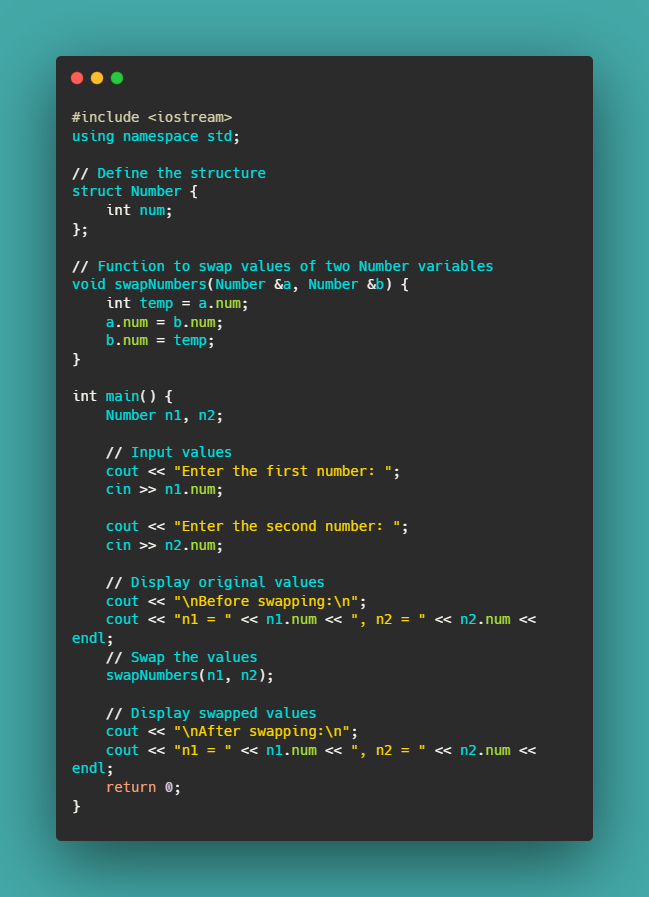 #include <iostream>
using namespace std;

// Define the structure
struct Number {
    int num;
};

// Function to swap values of two Number variables
void swapNumbers(Number &a, Number &b) {
    int temp = a.num;
    a.num = b.num;
    b.num = temp;
}

int main() {
    Number n1, n2;

    // Input values
    cout << "Enter the first number: ";
    cin >> n1.num;

    cout << "Enter the second number: ";
    cin >> n2.num;

    // Display original values
    cout << "\nBefore swapping:\n";
    cout << "n1 = " << n1.num << ", n2 = " << n2.num <<
endl;
    // Swap the values
    swapNumbers(n1, n2);

    // Display swapped values
    cout << "\nAfter swapping:\n";
    cout << "n1 = " << n1.num << ", n2 = " << n2.num <<
endl;
    return 0;
}